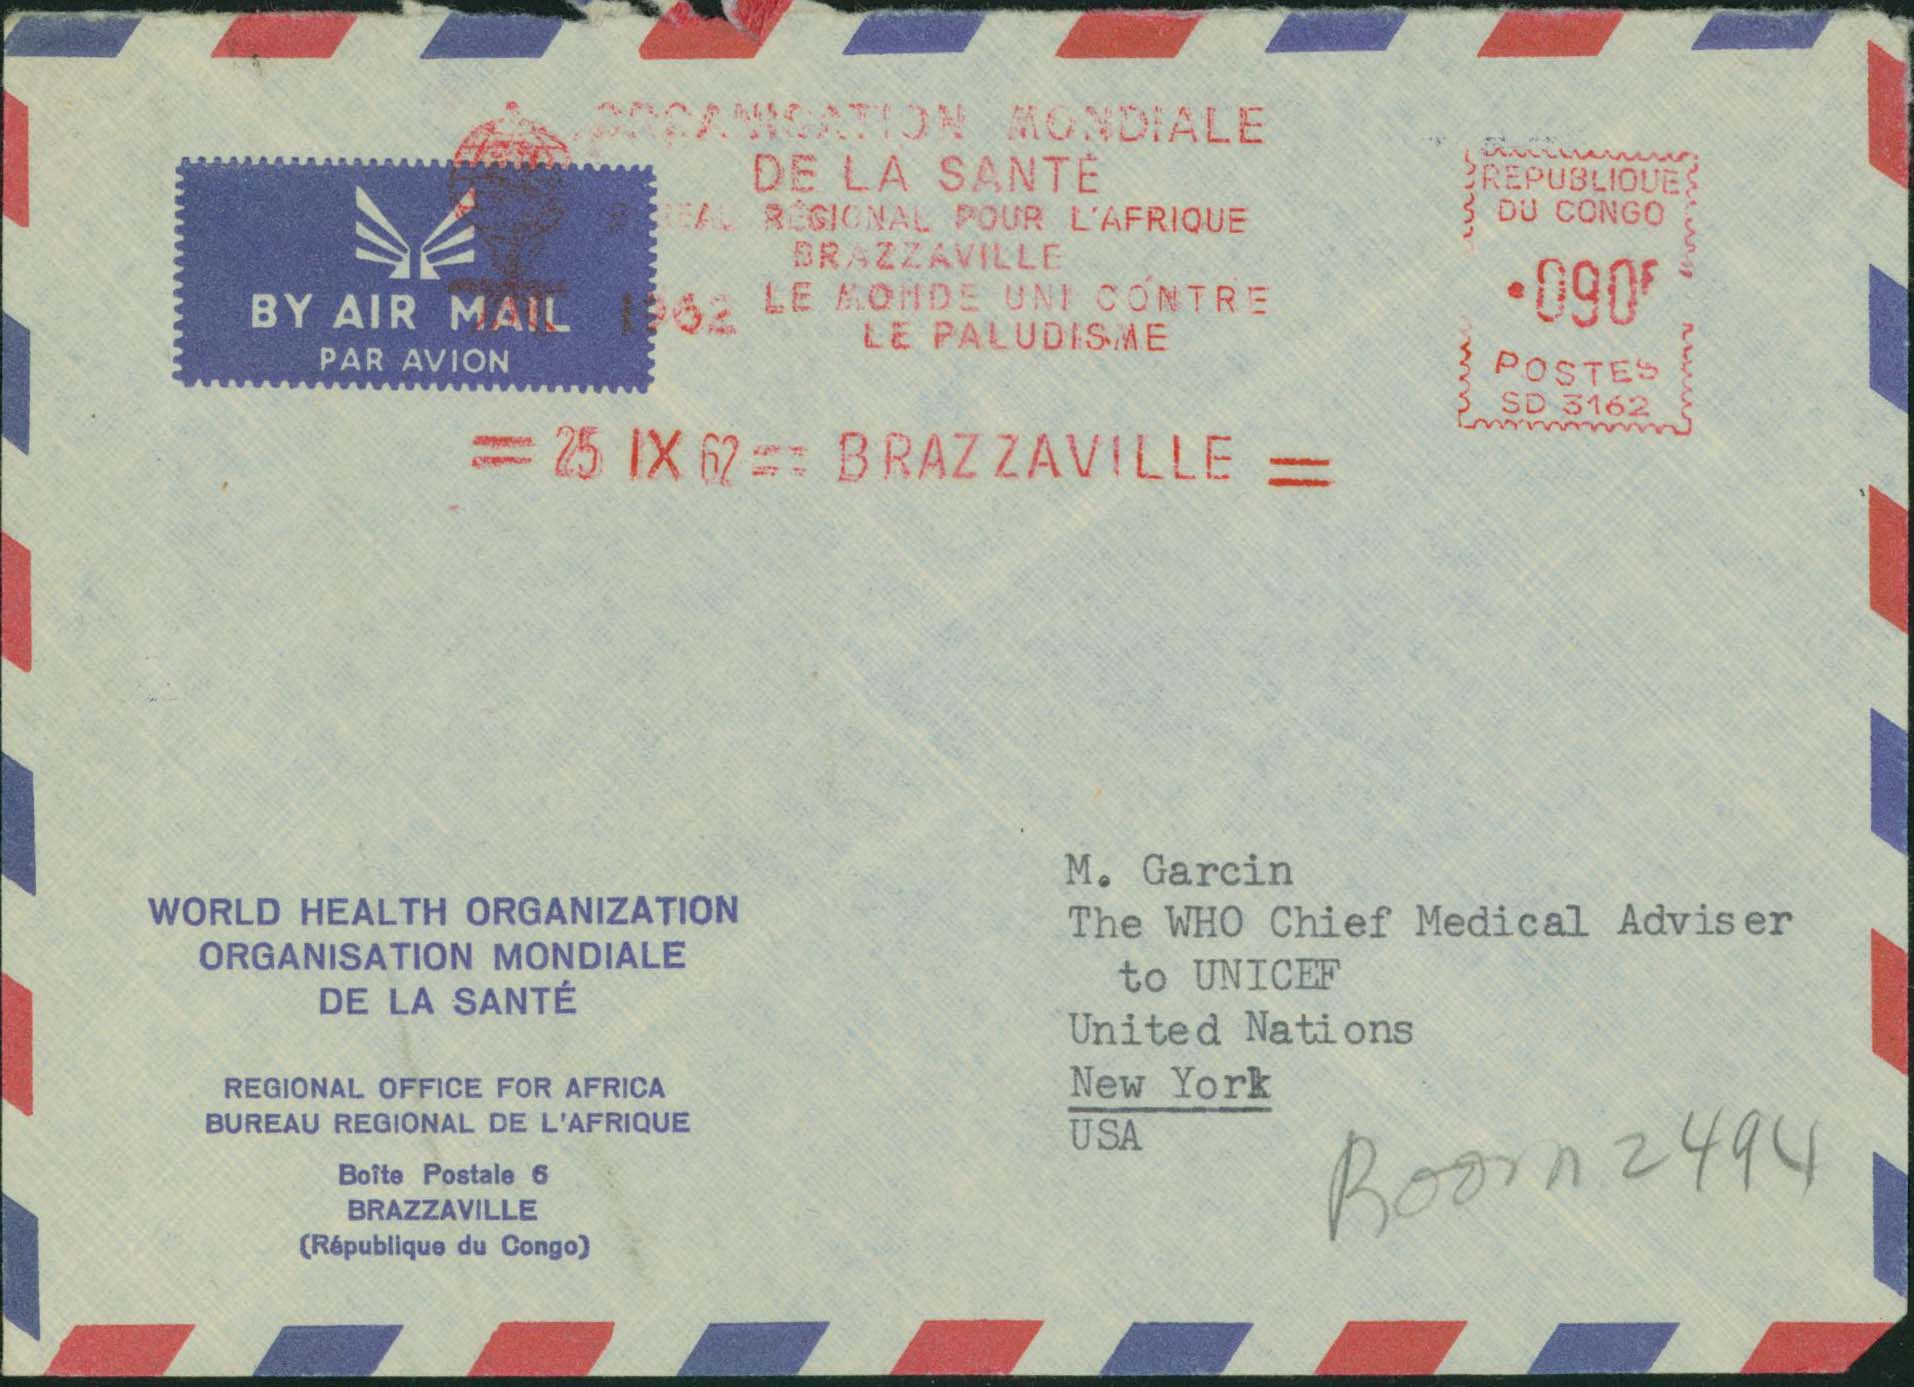 ORGANISATION MONDIALE
DE LA SANTÉ
BUREAU RÉGIONAL POUR L'AFRIQUE
BRAZZAVILLE
1962 LE MONDE UNI CONTRE
LE PALUDISME
BY AIR MAIL
PAR AVION
REPUBLIQUE
DU CONGO
090F
POSTES
SD 3162
= 25 IX 62 == BRAZZAVILLE =
WORLD HEALTH ORGANIZATION
ORGANISATION MONDIALE
DE LA SANTÉ
REGIONAL OFFICE FOR AFRICA
BUREAU REGIONAL DE L'AFRIQUE
Boîte Postale 6
BRAZZAVILLE
(République du Congo)
M. Garcin
The WHO Chief Medical Adviser
to UNICEF
United Nations
New York
USA
Room 2494